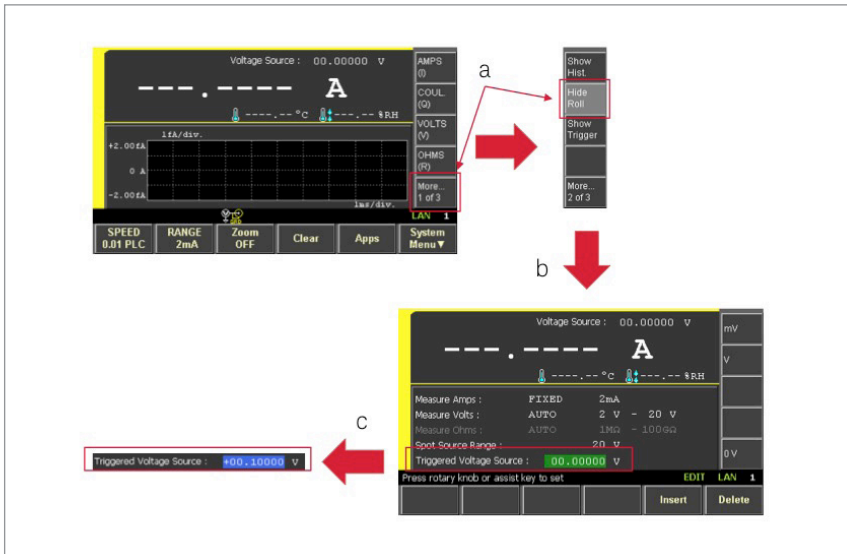 Voltage Source : 00.00000 V
---.---- A
----.--°C ---.--%RH
1fA/div.
+2.00fA
0 A
-2.00fA
1ms/div.
AMPS
(I)
COUL.
(Q)
VOLTS
(V)
OHMS
(R)
More...
1 of 3
LAN 1
SPEED
0.01 PLC
RANGE
2mA
Zoom
OFF
Clear
Apps
System
Menu▼
a
Show
Hist.
Hide
Roll
Show
Trigger
More...
2 of 3
b
Voltage Source : 00.00000 V
---.---- A
----.--°C ---.--%RH
Measure Amps : FIXED 2mA
Measure Volts : AUTO 2 V - 20 V
Measure Ohms : AUTO 1MΩ - 100GΩ
Spot Source Range : 20 V
Triggered Voltage Source : 00.00000 V
mV
V
0 V
Press rotary knob or assist key to set EDIT LAN 1
Insert
Delete
c
Triggered Voltage Source : +00.10000 V